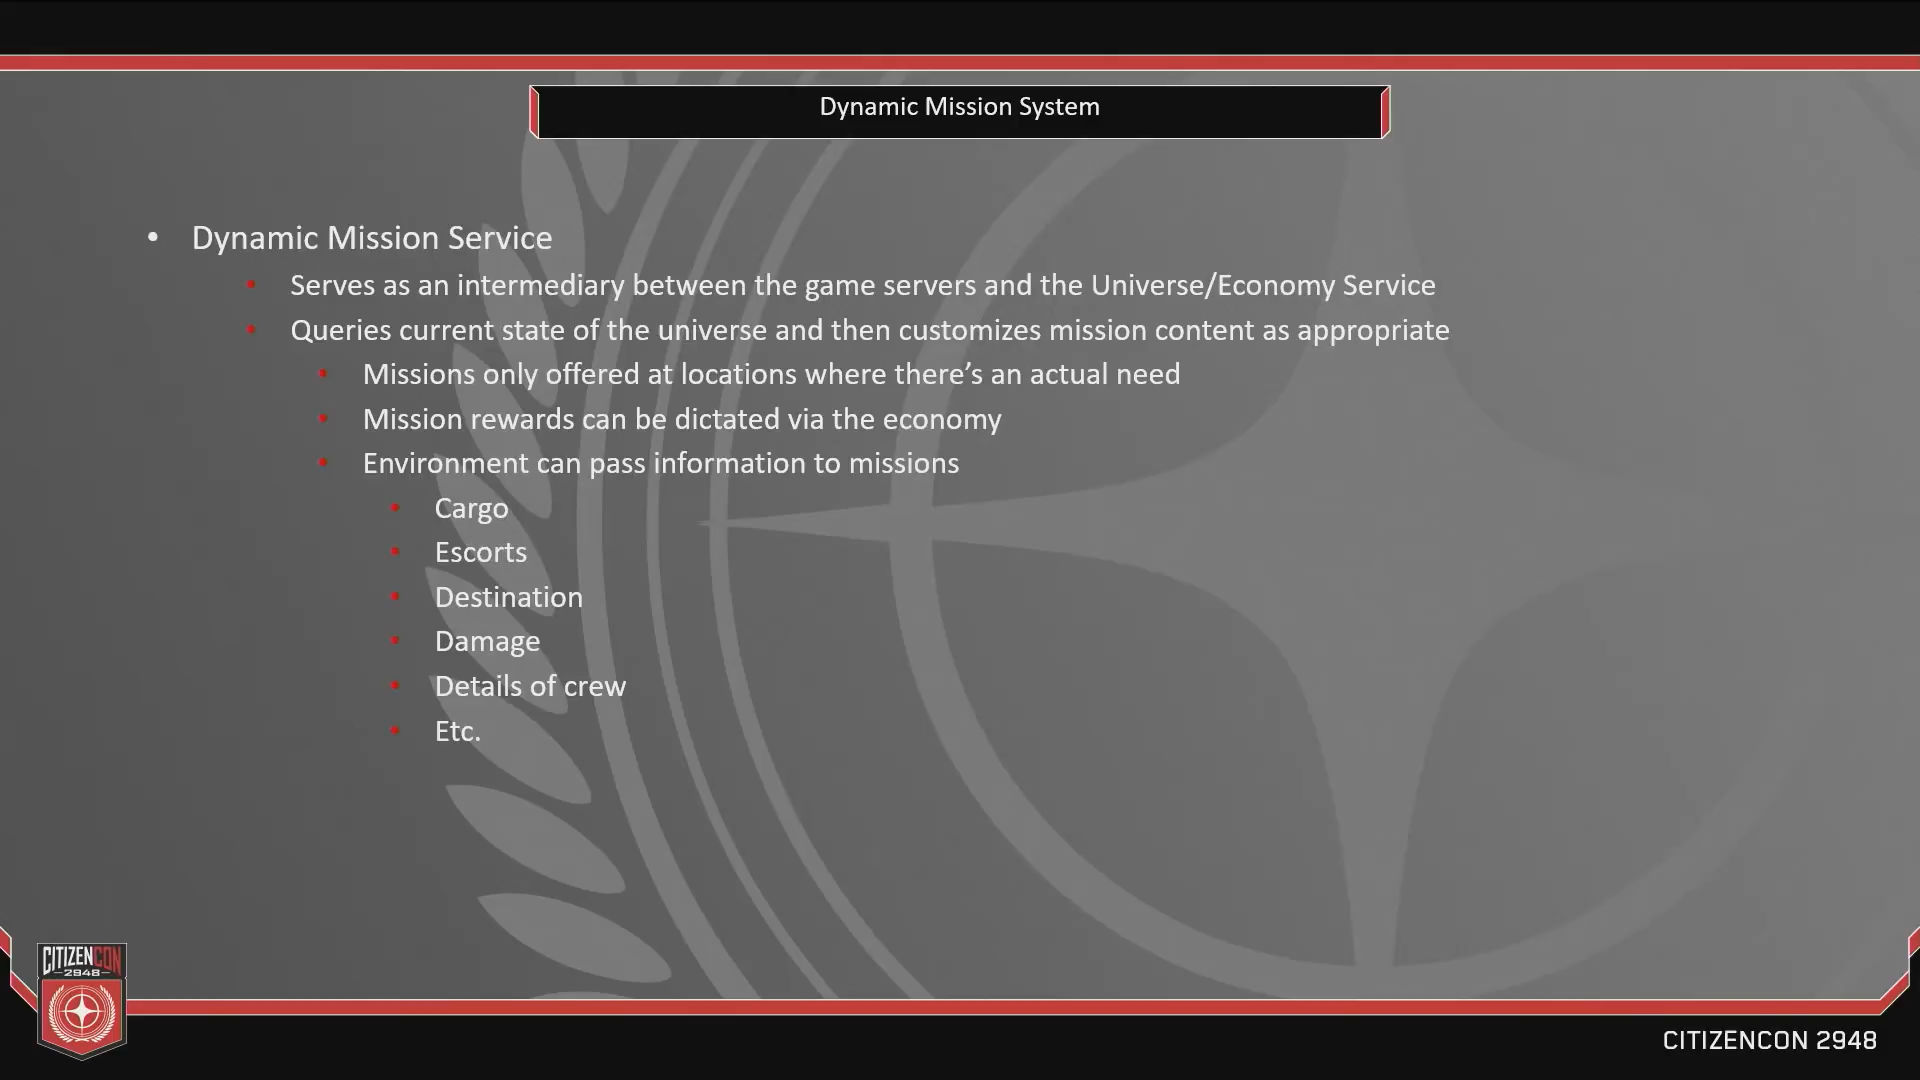 Dynamic Mission System
• Dynamic Mission Service
• Serves as an intermediary between the game servers and the Universe/Economy Service
• Queries current state of the universe and then customizes mission content as appropriate
• Missions only offered at locations where there’s an actual need
• Mission rewards can be dictated via the economy
• Environment can pass information to missions
• Cargo
• Escorts
• Destination
• Damage
• Details of crew
• Etc.
CITIZENCON
2948
CITIZENCON 2948